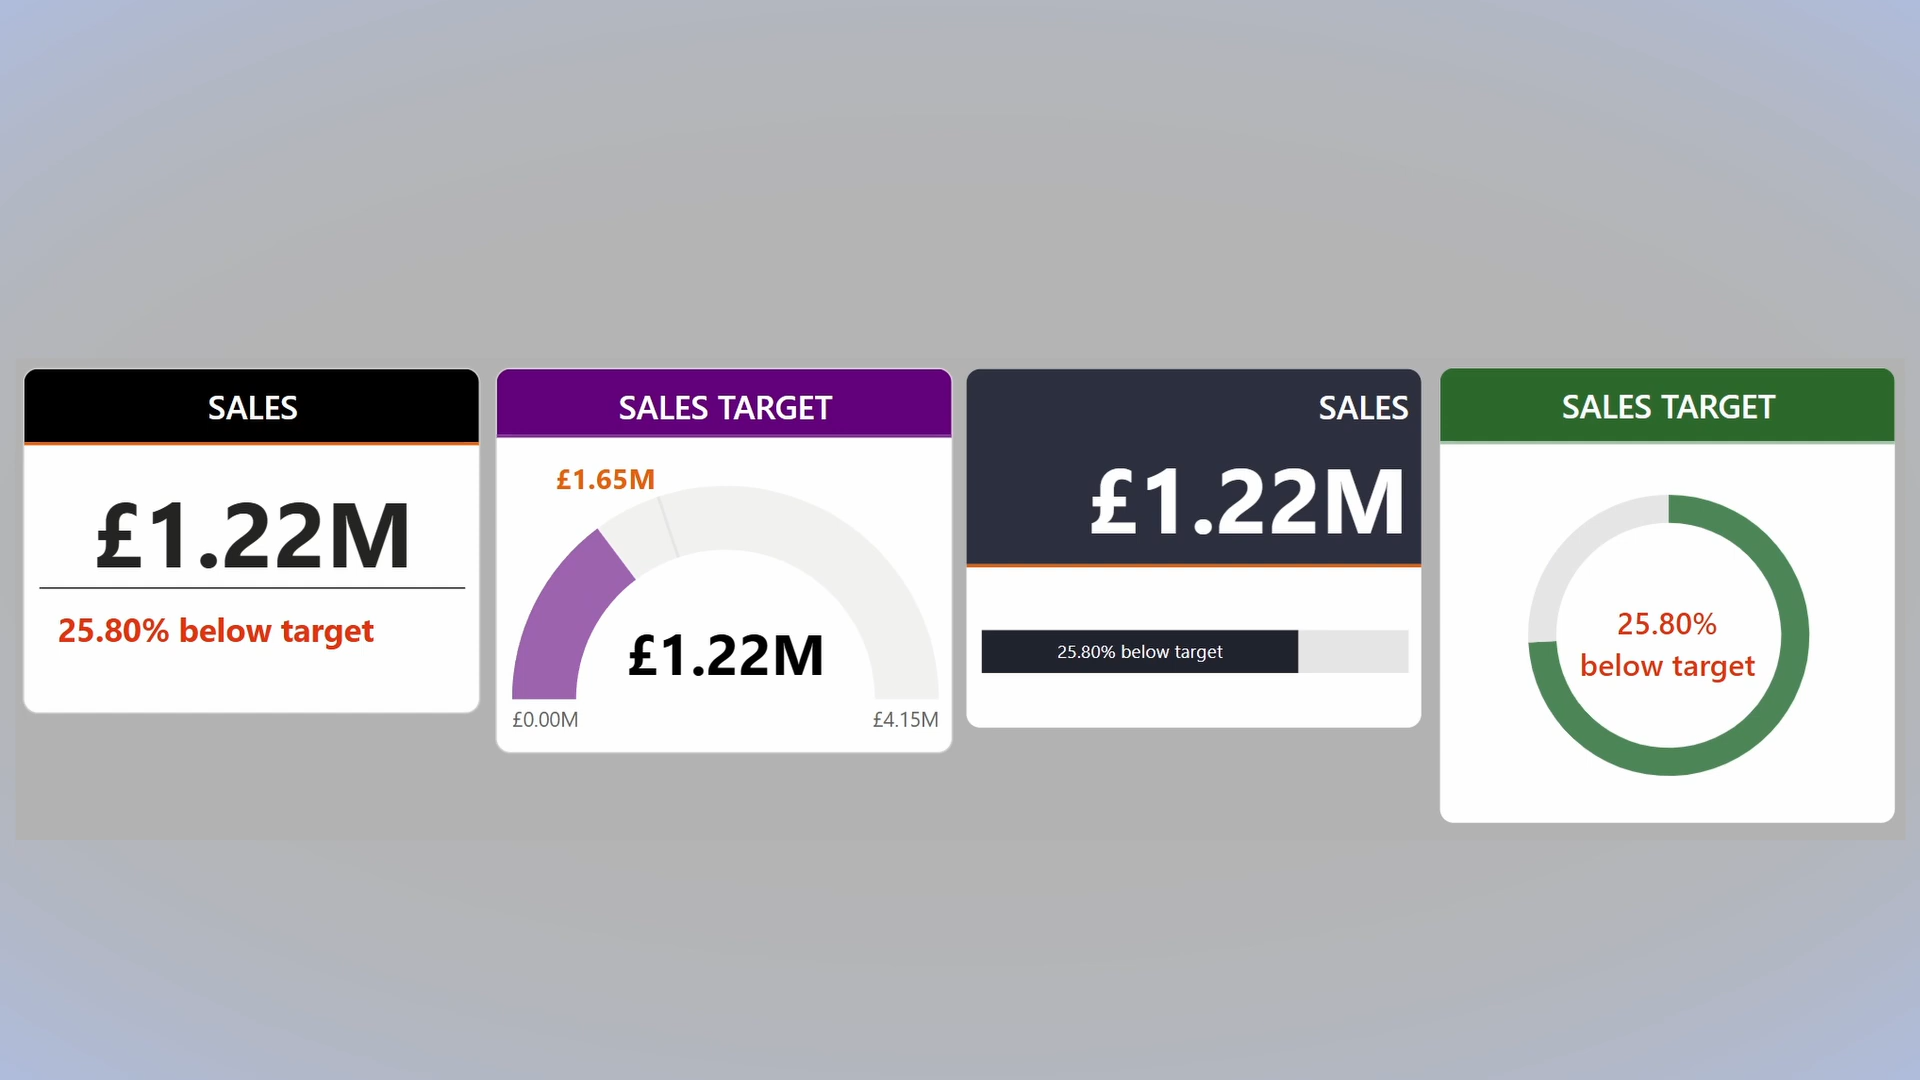 SALES
£1.22M
25.80% below target
SALES TARGET
£1.65M
£1.22M
£0.00M
£4.15M
SALES
£1.22M
25.80% below target
SALES TARGET
25.80%
below target